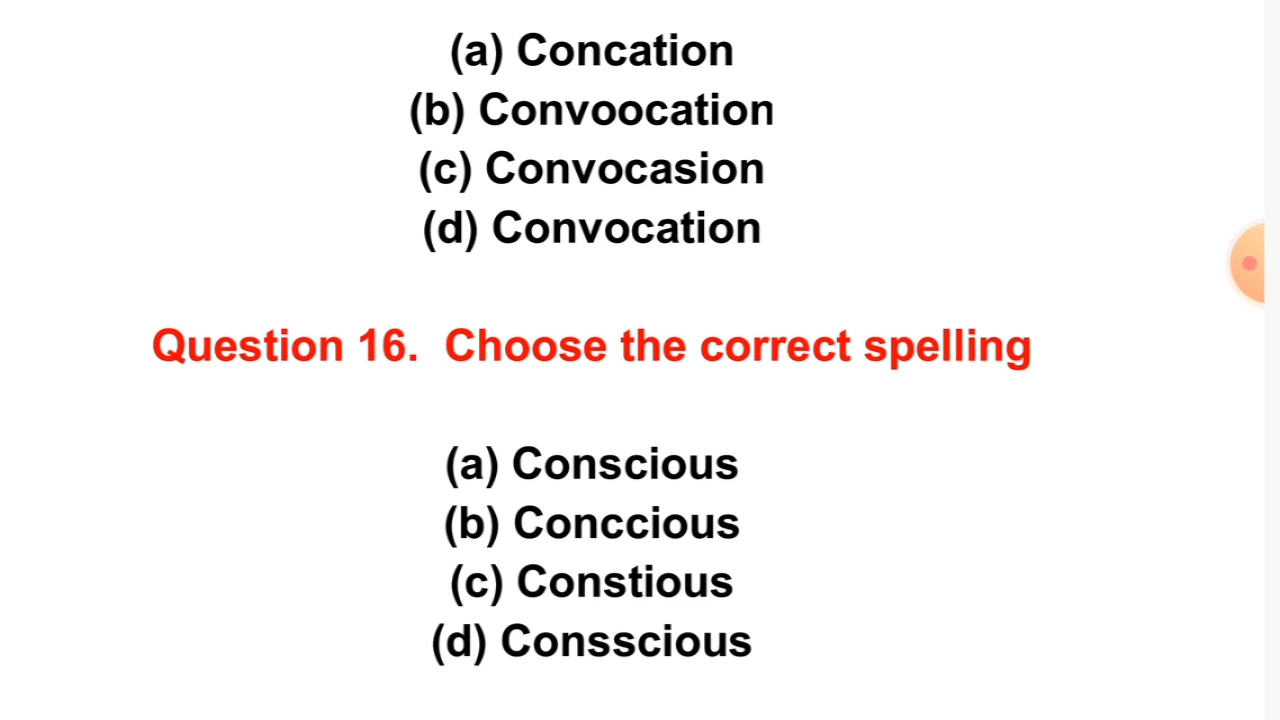 (a) Concation
(b) Convoocation
(c) Convocasion
(d) Convocation
Question 16. Choose the correct spelling
(a) Conscious
(b) Conccious
(c) Constious
(d) Consscious